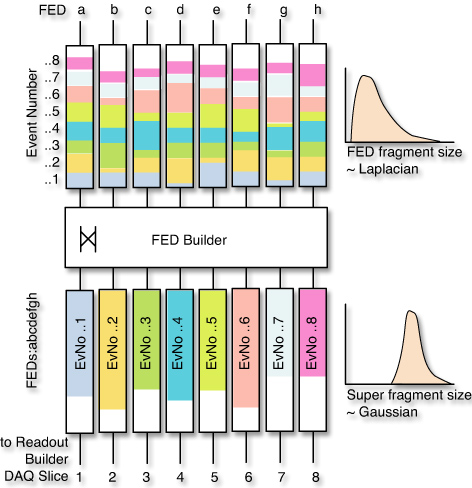 FED a b c d e f g h
Event Number
..8
..7
..6
..5
..4
..3
..2
..1
FED fragment size
~ Laplacian
FED Builder
FEDs:abcdefgh
EvNo ..1
EvNo ..2
EvNo ..3
EvNo ..4
EvNo ..5
EvNo ..6
EvNo ..7
EvNo ..8
Super fragment size
~ Gaussian
to Readout
Builder
DAQ Slice 1 2 3 4 5 6 7 8